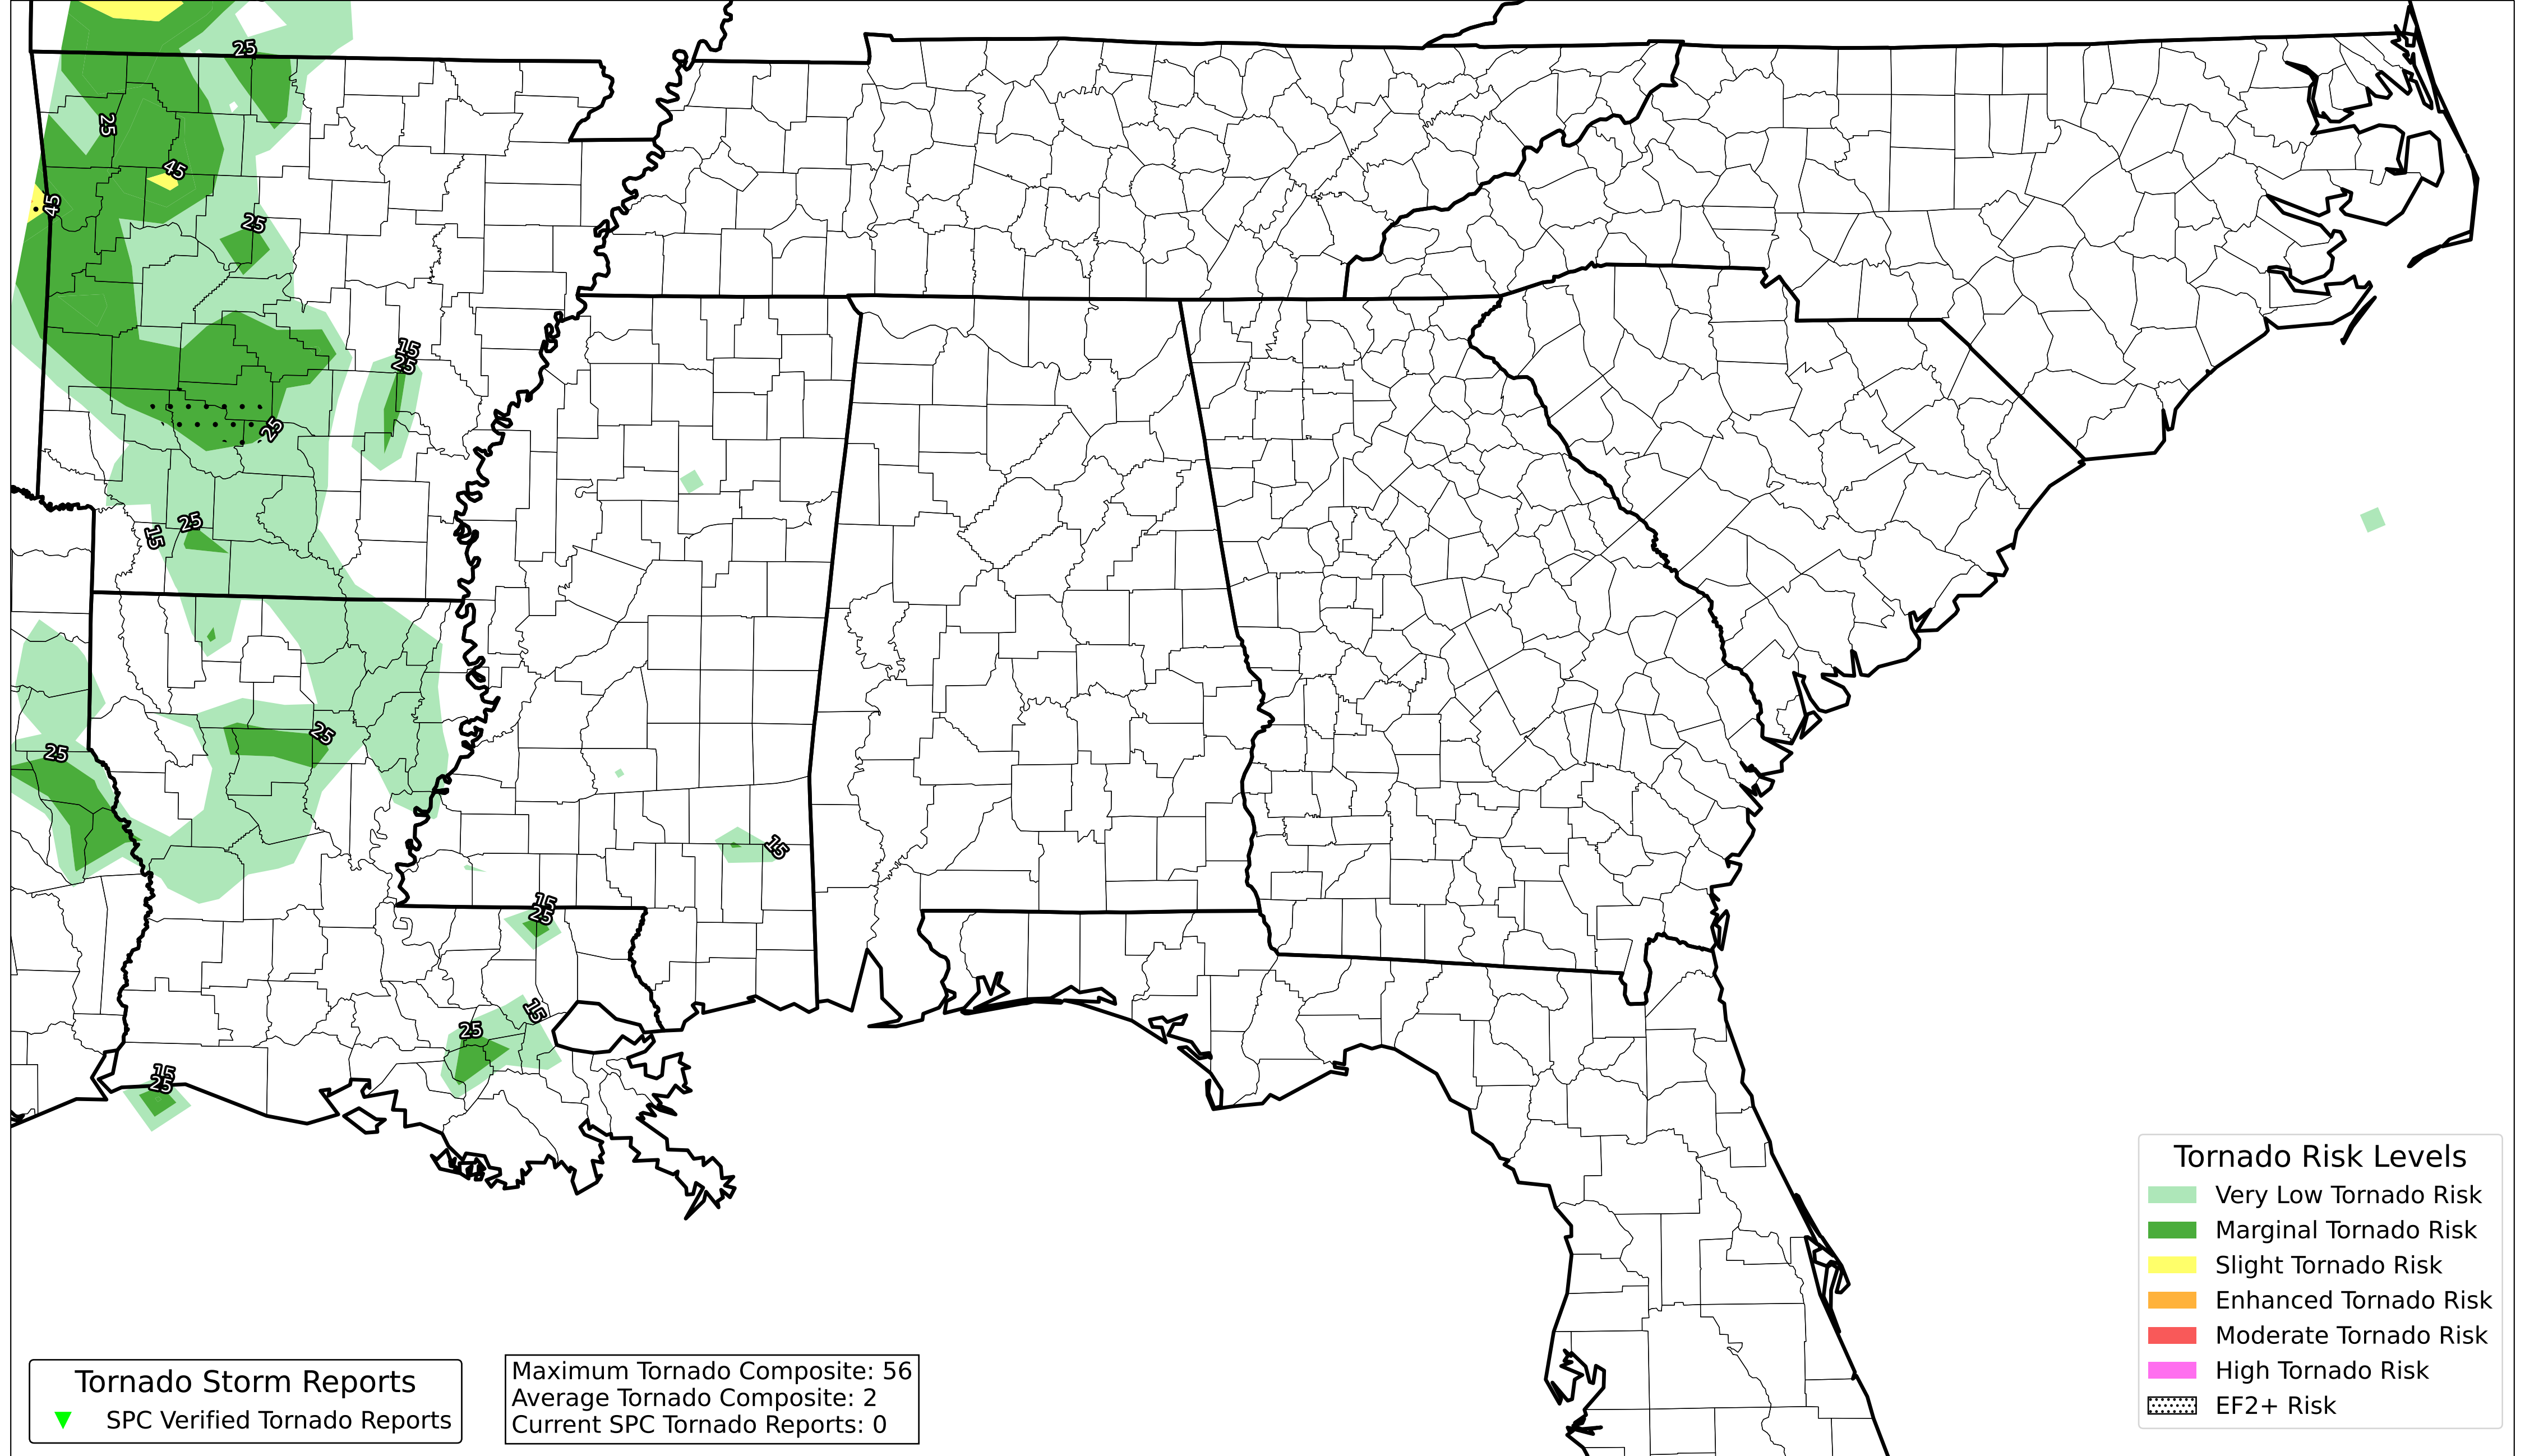 25
25
45
45
25
15
25
25
25
15
25
25
15
15
25
15
25
15
25
Tornado Risk Levels
Very Low Tornado Risk
Marginal Tornado Risk
Slight Tornado Risk
Enhanced Tornado Risk
Moderate Tornado Risk
High Tornado Risk
EF2+ Risk
Tornado Storm Reports
SPC Verified Tornado Reports
Maximum Tornado Composite: 56
Average Tornado Composite: 2
Current SPC Tornado Reports: 0